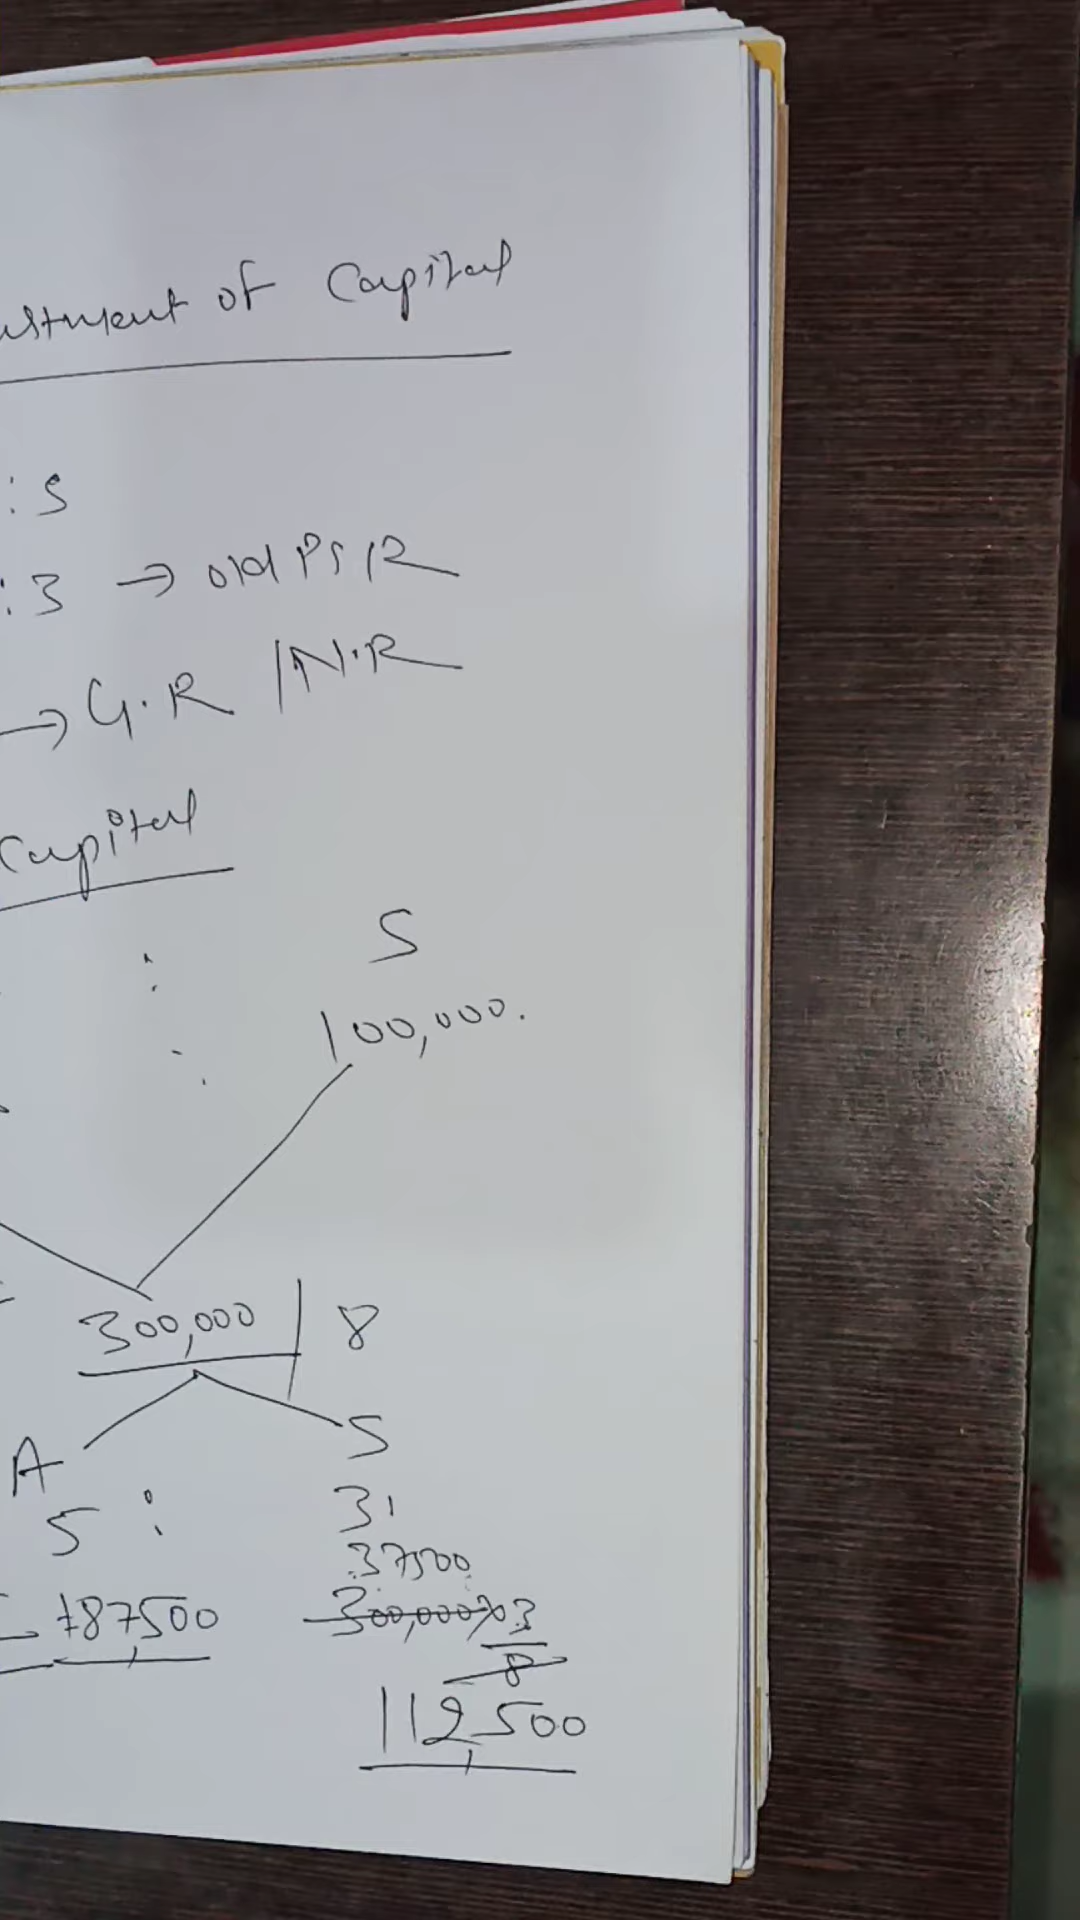 ustment of Capital
: S
: 3 → old PSR
→ G.R / N.R
Capital
:
S
100,000.
300,000 | 8
A
S
5 :
3
37500
187500
300,000 × 3
8
112,500